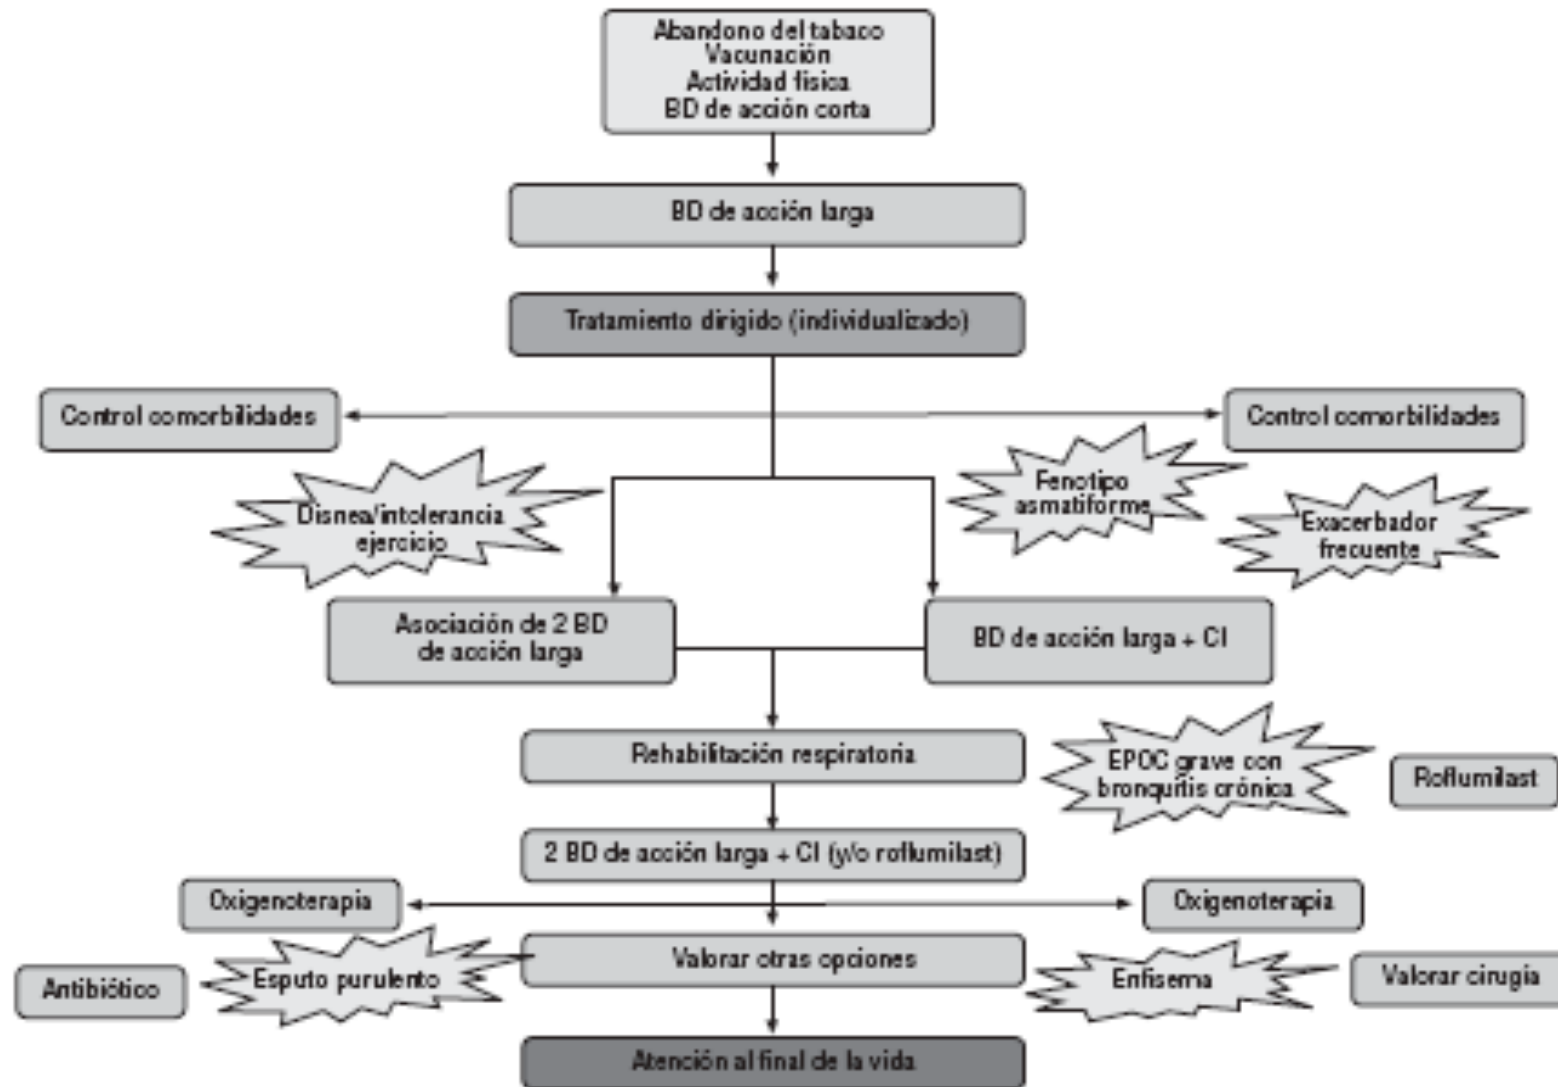 Abandono del tabaco
Vacunación
Actividad física
BD de acción corta
BD de acción larga
Tratamiento dirigido (individualizado)
Control comorbilidades
Control comorbilidades
Disnea/intolerancia
ejercicio
Fenotipo
asmatiforme
Exacerbador
frecuente
Asociación de 2 BD
de acción larga
BD de acción larga + CI
Rehabilitación respiratoria
EPOC grave con
bronquitis crónica
Roflumilast
2 BD de acción larga + CI (y/o roflumilast)
Oxigenoterapia
Oxigenoterapia
Antibiótico
Esputo purulento
Valorar otras opciones
Enfisema
Valorar cirugía
Atención al final de la vida